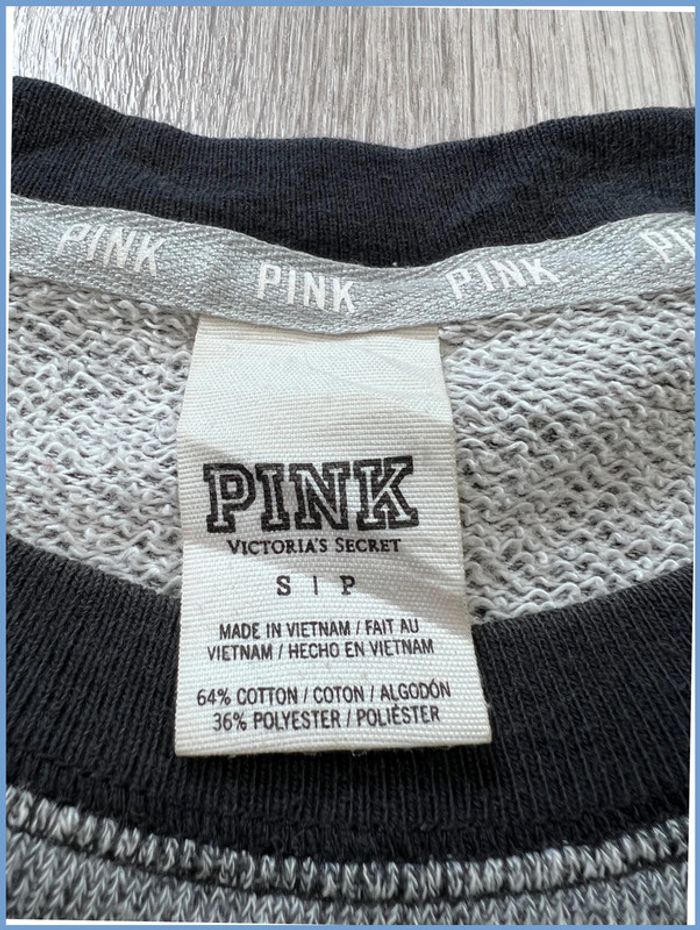 PINK PINK PINK PINK
PINK
VICTORIA'S SECRET
S | P
MADE IN VIETNAM / FAIT AU
VIETNAM / HECHO EN VIETNAM
64% COTTON / COTON / ALGODÓN
36% POLYESTER / POLIÉSTER